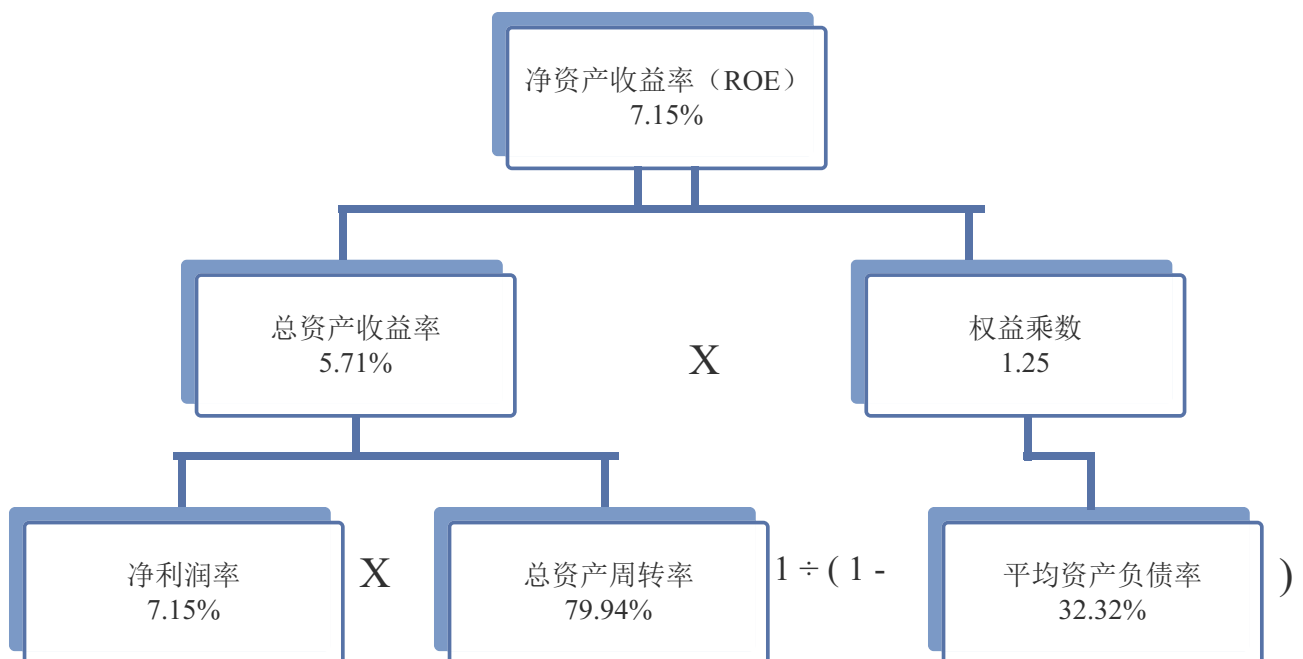 净资产收益率（ROE）
7.15%
总资产收益率
5.71%
X
权益乘数
1.25
净利润率
7.15%
X
总资产周转率
79.94%
1 ÷ ( 1 -
平均资产负债率
32.32%
)